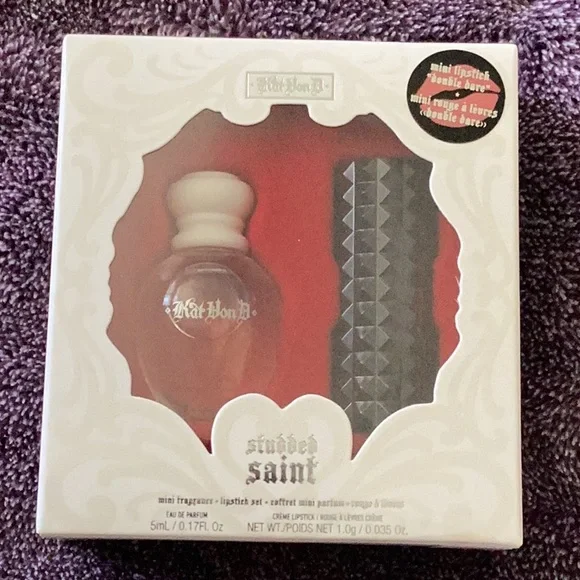 Kat Von D
mini lipstick
"double dare"
•
mini rouge à lèvres
«double dare»
Kat Von D
studded
saint
mini fragrance + lipstick set • coffret mini parfum + rouge à lèvres
EAU DE PARFUM
5mL / 0.17FL Oz
CRÈME LIPSTICK / ROUGE À LÈVRES CRÈME
NET WT./POIDS NET 1.0g / 0.035 Oz.